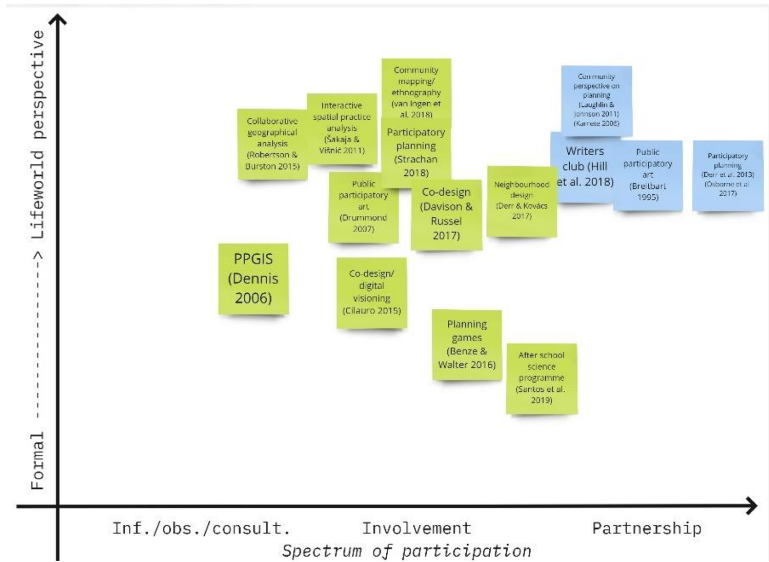 Formal ------------> Lifeworld perspective
Community
mapping/
ethnography
(van Ingen et
al. 2018)
Community
perspective on
planning
(Laughlin &
Johnson 2011)
(Karrete 2008)
Interactive
spatial practice
analysis
(Šakaja &
Višnić 2011)
Collaborative
geographical
analysis
(Robertson &
Burston 2015)
Participatory
planning
(Strachan
2018)
Writers
club (Hill
et al. 2018)
Public
participatory
art
(Breitbart
1995)
Participatory
planning
(Derr et al. 2013)
(Osborne et al
2017)
Public
participatory
art
(Drummond
2007)
Co-design
(Davison &
Russel
2017)
Neighbourhood
design
(Derr & Kovács
2017)
PPGIS
(Dennis
2006)
Co-design/
digital
visioning
(Cilauro 2015)
Planning
games
(Benze &
Walter 2016)
After school
science
programme
(Santos et al.
2019)
Inf./obs./consult. Involvement Partnership
Spectrum of participation